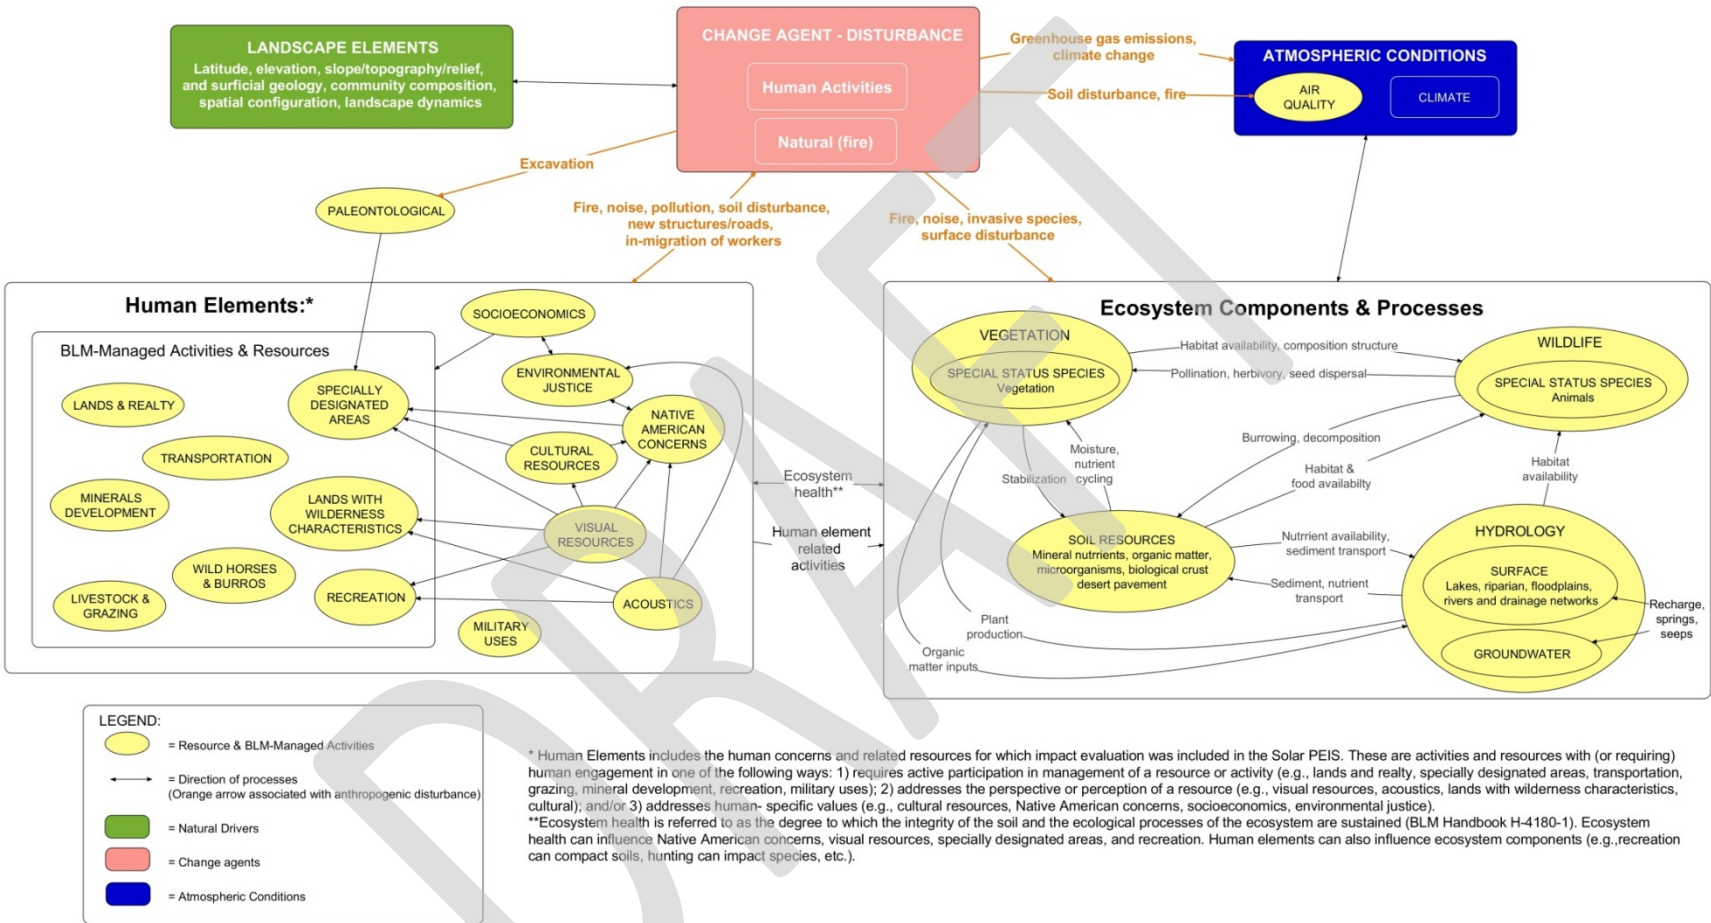 LANDSCAPE ELEMENTS
Latitude, elevation, slope/topography/relief,
and surficial geology, community composition,
spatial configuration, landscape dynamics
CHANGE AGENT - DISTURBANCE
Human Activities
Natural (fire)
Greenhouse gas emissions,
climate change
Soil disturbance, fire
ATMOSPHERIC CONDITIONS
AIR
QUALITY
CLIMATE
Excavation
PALEONTOLOGICAL
Fire, noise, pollution, soil disturbance,
new structures/roads,
in-migration of workers
Fire, noise, invasive species,
surface disturbance
Human Elements:*
BLM-Managed Activities & Resources
LANDS & REALTY
SPECIALLY
DESIGNATED
AREAS
TRANSPORTATION
MINERALS
DEVELOPMENT
LANDS WITH
WILDERNESS
CHARACTERISTICS
WILD HORSES
& BURROS
LIVESTOCK &
GRAZING
RECREATION
SOCIOECONOMICS
ENVIRONMENTAL
JUSTICE
NATIVE
AMERICAN
CONCERNS
CULTURAL
RESOURCES
VISUAL
RESOURCES
ACOUSTICS
MILITARY
USES
Ecosystem
health**
Human element
related
activities
Ecosystem Components & Processes
VEGETATION
SPECIAL STATUS SPECIES
Vegetation
Habitat availability, composition structure
Pollination, herbivory, seed dispersal
WILDLIFE
SPECIAL STATUS SPECIES
Animals
Burrowing, decomposition
Moisture,
nutrient
cycling
Stabilization
Habitat &
food availabilty
Habitat
availability
SOIL RESOURCES
Mineral nutrients, organic matter,
microorganisms, biological crust
desert pavement
Nutrrient availability,
sediment transport
Sediment, nutrient
transport
HYDROLOGY
SURFACE
Lakes, riparian, floodplains,
rivers and drainage networks
GROUNDWATER
Recharge,
springs,
seeps
Plant
production
Organic
matter inputs
LEGEND:
= Resource & BLM-Managed Activities
= Direction of processes
(Orange arrow associated with anthropogenic disturbance)
= Natural Drivers
= Change agents
= Atmospheric Conditions
* Human Elements includes the human concerns and related resources for which impact evaluation was included in the Solar PEIS. These are activities and resources with (or requiring)
human engagement in one of the following ways: 1) requires active participation in management of a resource or activity (e.g., lands and realty, specially designated areas, transportation,
grazing, mineral development, recreation, military uses); 2) addresses the perspective or perception of a resource (e.g., visual resources, acoustics, lands with wilderness characteristics,
cultural); and/or 3) addresses human- specific values (e.g., cultural resources, Native American concerns, socioeconomics, environmental justice).
**Ecosystem health is referred to as the degree to which the integrity of the soil and the ecological processes of the ecosystem are sustained (BLM Handbook H-4180-1). Ecosystem
health can influence Native American concerns, visual resources, specially designated areas, and recreation. Human elements can also influence ecosystem components (e.g.,recreation
can compact soils, hunting can impact species, etc.).
DRAFT